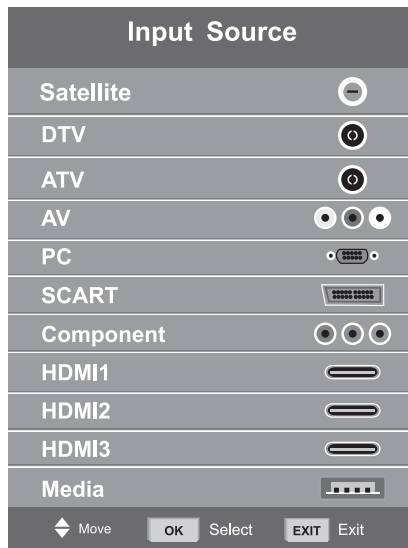 Input Source
Satellite
DTV
ATV
AV
PC
SCART
Component
HDMI1
HDMI2
HDMI3
Media
Move OK Select EXIT Exit